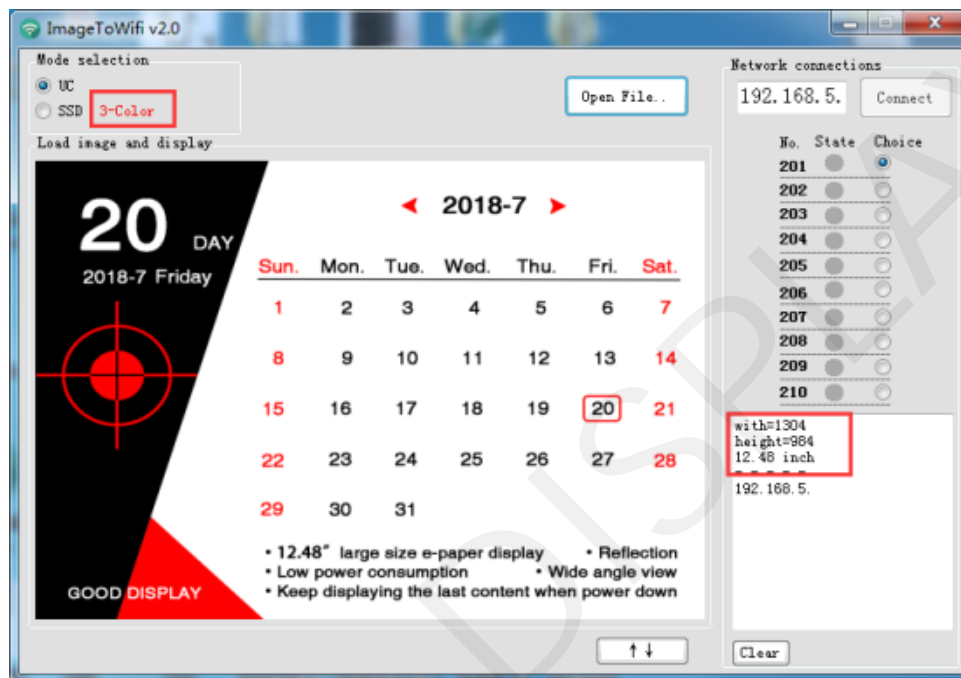 ImageToWifi v2.0
Mode selection
UC
SSD 3-Color
Open File..
Network connections
192.168.5. Connect
Load image and display
No. State Choice
201
202
203
204
205
206
207
208
209
210
20 DAY
2018-7 Friday
2018-7
Sun. Mon. Tue. Wed. Thu. Fri. Sat.
1 2 3 4 5 6 7
8 9 10 11 12 13 14
15 16 17 18 19 20 21
22 23 24 25 26 27 28
29 30 31
• 12.48″ large size e-paper display • Reflection
• Low power consumption • Wide angle view
• Keep displaying the last content when power down
GOOD DISPLAY
with=1304
height=984
12.48 inch
- - - - -
192.168.5.
↑↓
Clear
DISPLAY